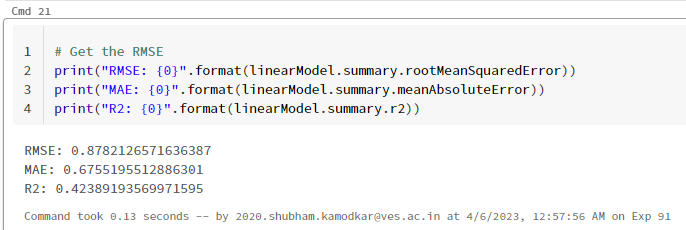 Cmd 21
1 # Get the RMSE
2 print("RMSE: {0}".format(linearModel.summary.rootMeanSquaredError))
3 print("MAE: {0}".format(linearModel.summary.meanAbsoluteError))
4 print("R2: {0}".format(linearModel.summary.r2))
RMSE: 0.8782126571636387
MAE: 0.6755195512886301
R2: 0.42389193569971595
Command took 0.13 seconds -- by 2020.shubham.kamodkar@ves.ac.in at 4/6/2023, 12:57:56 AM on Exp 91